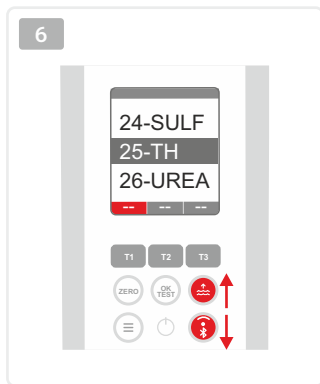 6
24-SULF
25-TH
26-UREA
-- -- --
T1 T2 T3
ZERO OK TEST